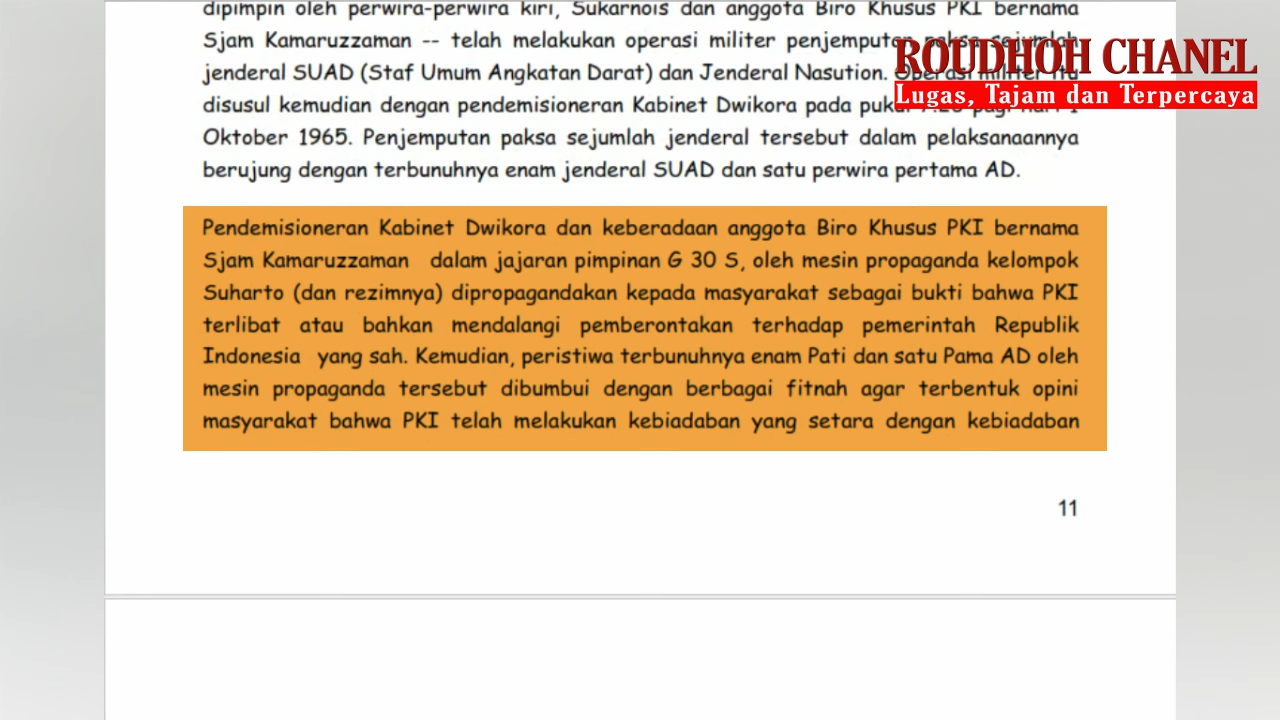 dipimpin oleh perwira-perwira kiri, Sukarnois dan anggota Biro Khusus PKI bernama
Sjam Kamaruzzaman -- telah melakukan operasi militer penjemputan paksa sejumlah
jenderal SUAD (Staf Umum Angkatan Darat) dan Jenderal Nasution. Operasi militer itu
disusul kemudian dengan pendemisioneran Kabinet Dwikora pada pukul
Oktober 1965. Penjemputan paksa sejumlah jenderal tersebut dalam pelaksanaannya
berujung dengan terbunuhnya enam jenderal SUAD dan satu perwira pertama AD.
ROUDHOH CHANEL
Lugas, Tajam dan Terpercaya
Pendemisioneran Kabinet Dwikora dan keberadaan anggota Biro Khusus PKI bernama
Sjam Kamaruzzaman dalam jajaran pimpinan G 30 S, oleh mesin propaganda kelompok
Suharto (dan rezimnya) dipropagandakan kepada masyarakat sebagai bukti bahwa PKI
terlibat atau bahkan mendalangi pemberontakan terhadap pemerintah Republik
Indonesia yang sah. Kemudian, peristiwa terbunuhnya enam Pati dan satu Pama AD oleh
mesin propaganda tersebut dibumbui dengan berbagai fitnah agar terbentuk opini
masyarakat bahwa PKI telah melakukan kebiadaban yang setara dengan kebiadaban
11